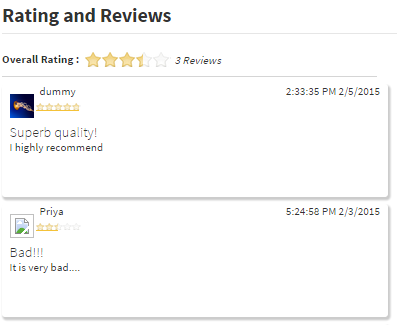 Rating and Reviews
Overall Rating : 3 Reviews
dummy 2:33:35 PM 2/5/2015
Superb quality!
I highly recommend
Priya 5:24:58 PM 2/3/2015
Bad!!!
It is very bad....